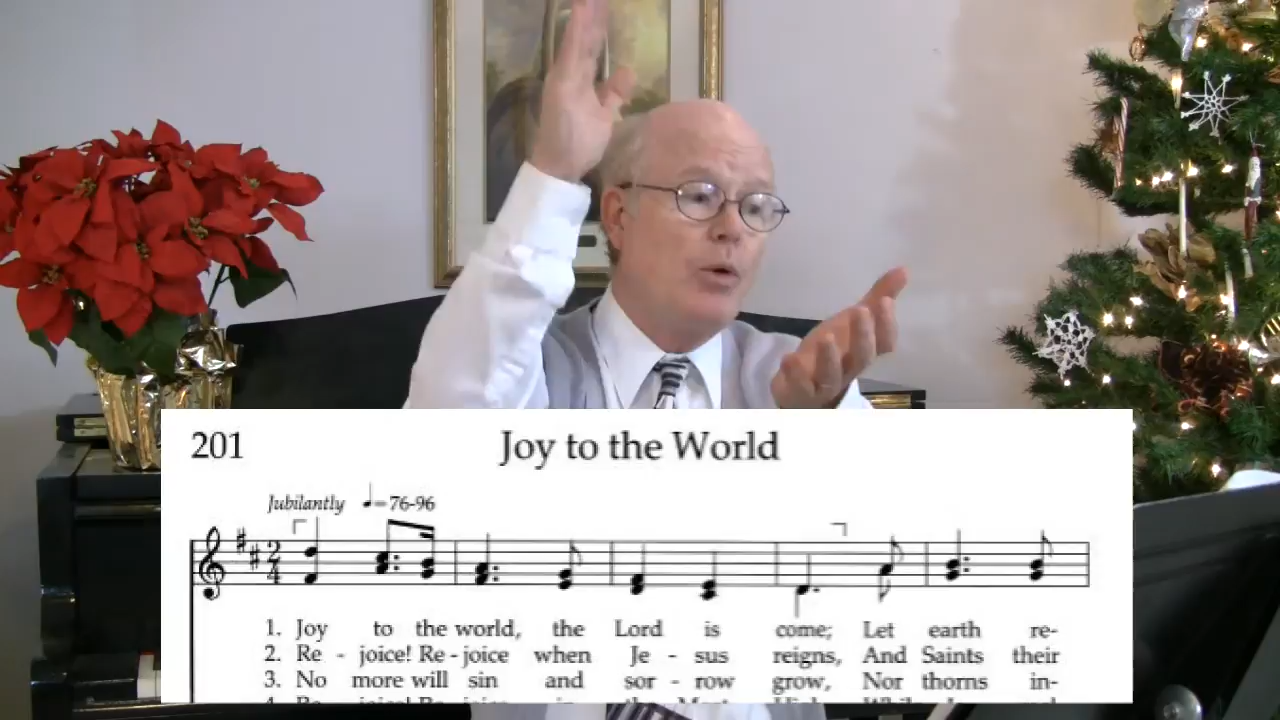 201
Joy to the World
Jubilantly ♩=76-96
2
4
1. Joy to the world, the Lord is come; Let earth re-
2. Re - joice! Re - joice when Je - sus reigns, And Saints their
3. No more will sin and sor - row grow, Nor thorns in-